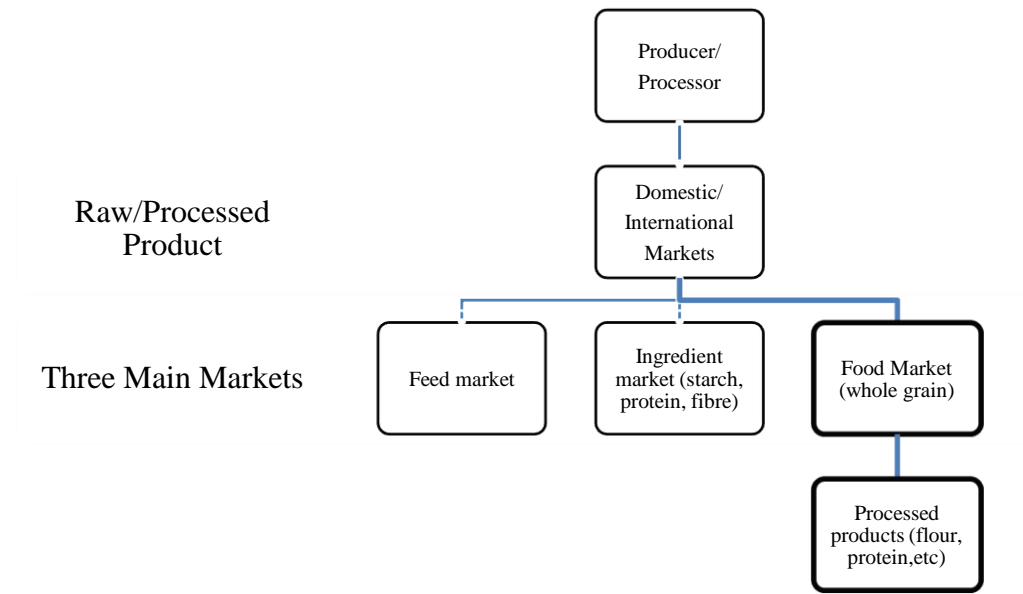 Producer/
Processor
Raw/Processed
Product
Domestic/
International
Markets
Three Main Markets
Feed market
Ingredient
market (starch,
protein, fibre)
Food Market
(whole grain)
Processed
products (flour,
protein,etc)